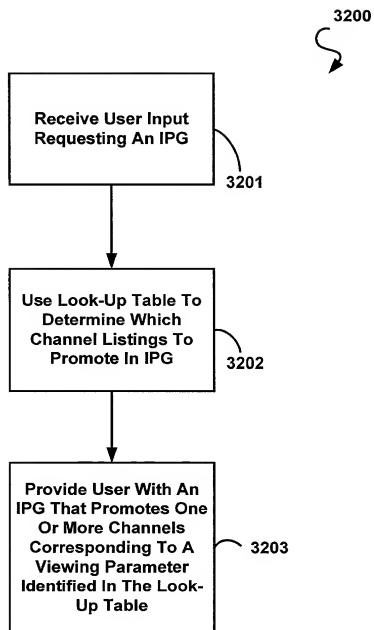 3200
Receive User Input
Requesting An IPG
3201
Use Look-Up Table To
Determine Which
Channel Listings To
Promote In IPG
3202
Provide User With An
IPG That Promotes One
Or More Channels
Corresponding To A
Viewing Parameter
Identified In The Look-
Up Table
3203